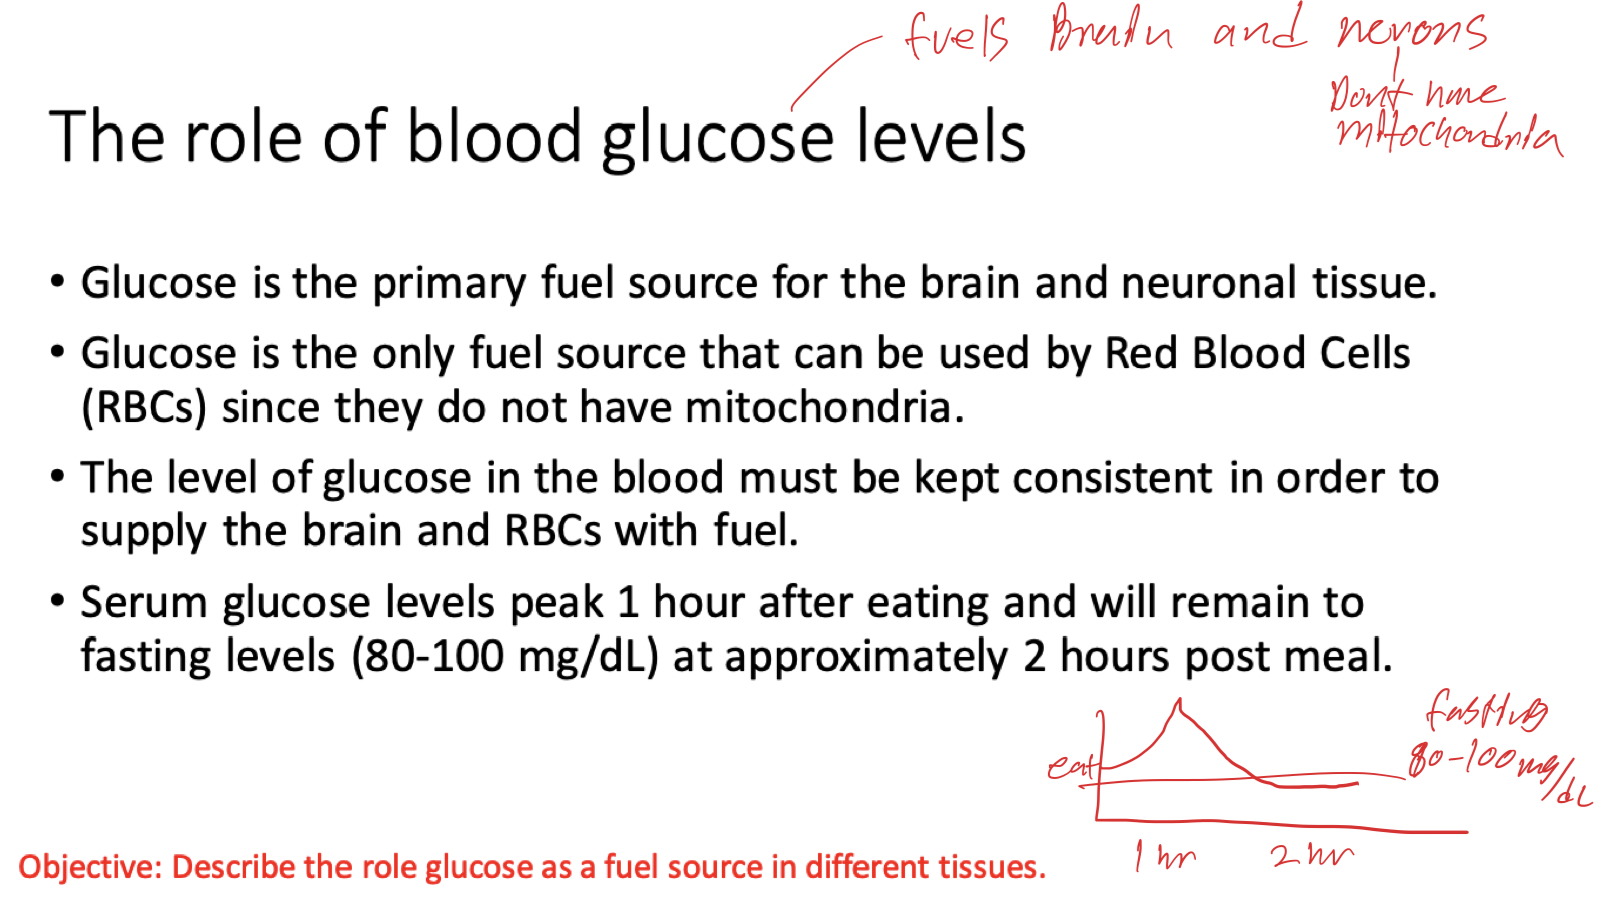 fuels Brain and nerons
Dont have
mitochondria
The role of blood glucose levels
• Glucose is the primary fuel source for the brain and neuronal tissue.
• Glucose is the only fuel source that can be used by Red Blood Cells
(RBCs) since they do not have mitochondria.
• The level of glucose in the blood must be kept consistent in order to
supply the brain and RBCs with fuel.
• Serum glucose levels peak 1 hour after eating and will remain to
fasting levels (80-100 mg/dL) at approximately 2 hours post meal.
fasting
80-100 mg/dL
eat
1 hr 2 hr
Objective: Describe the role glucose as a fuel source in different tissues.